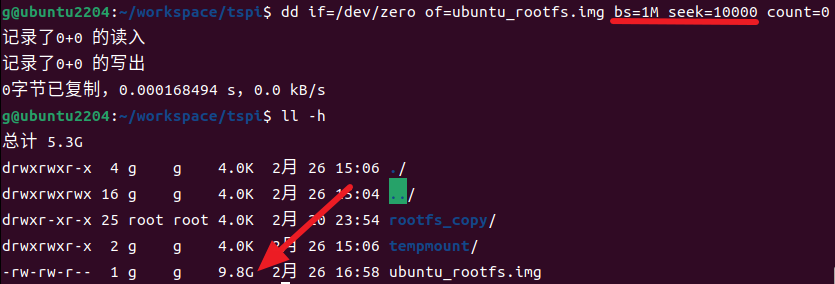 g@ubuntu2204:~/workspace/tspi$ dd if=/dev/zero of=ubuntu_rootfs.img bs=1M seek=10000 count=0
记录了0+0 的读入
记录了0+0 的写出
0字节已复制，0.000168494 s，0.0 kB/s
g@ubuntu2204:~/workspace/tspi$ ll -h
总计 5.3G
drwxrwxr-x  4 g    g    4.0K  2月 26 15:06 ./
drwxrwxrwx 16 g    g    4.0K  2月 26 15:04 ../
drwxr-xr-x 25 root root 4.0K  2月 20 23:54 rootfs_copy/
drwxrwxr-x  2 g    g    4.0K  2月 26 15:06 tempmount/
-rw-rw-r--  1 g    g    9.8G  2月 26 16:58 ubuntu_rootfs.img